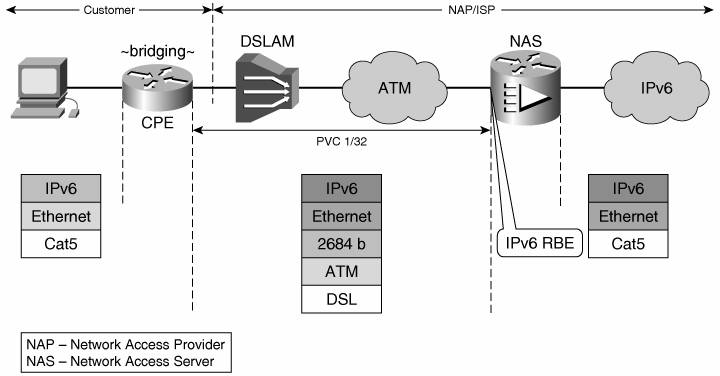 Customer
NAP/ISP
~bridging~
DSLAM
NAS
CPE
ATM
IPv6
PVC 1/32
IPv6
Ethernet
Cat5
IPv6
Ethernet
2684 b
ATM
DSL
IPv6 RBE
IPv6
Ethernet
Cat5
NAP – Network Access Provider
NAS – Network Access Server